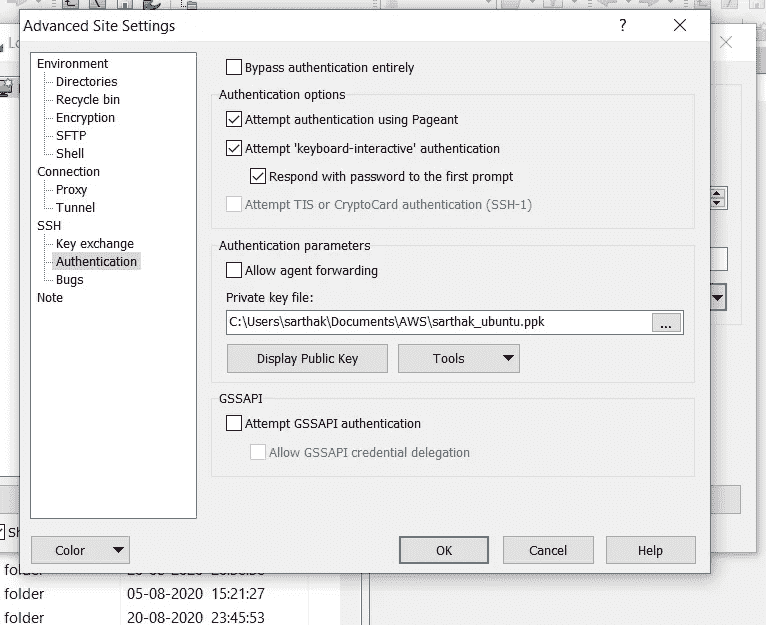 Advanced Site Settings
?
Environment
Directories
Recycle bin
Encryption
SFTP
Shell
Connection
Proxy
Tunnel
SSH
Key exchange
Authentication
Bugs
Note
Bypass authentication entirely
Authentication options
Attempt authentication using Pageant
Attempt 'keyboard-interactive' authentication
Respond with password to the first prompt
Attempt TIS or CryptoCard authentication (SSH-1)
Authentication parameters
Allow agent forwarding
Private key file:
C:\Users\sarthak\Documents\AWS\sarthak_ubuntu.ppk
...
Display Public Key
Tools
GSSAPI
Attempt GSSAPI authentication
Allow GSSAPI credential delegation
Color
OK
Cancel
Help
folder
folder 05-08-2020 15:21:27
folder 20-08-2020 23:45:53